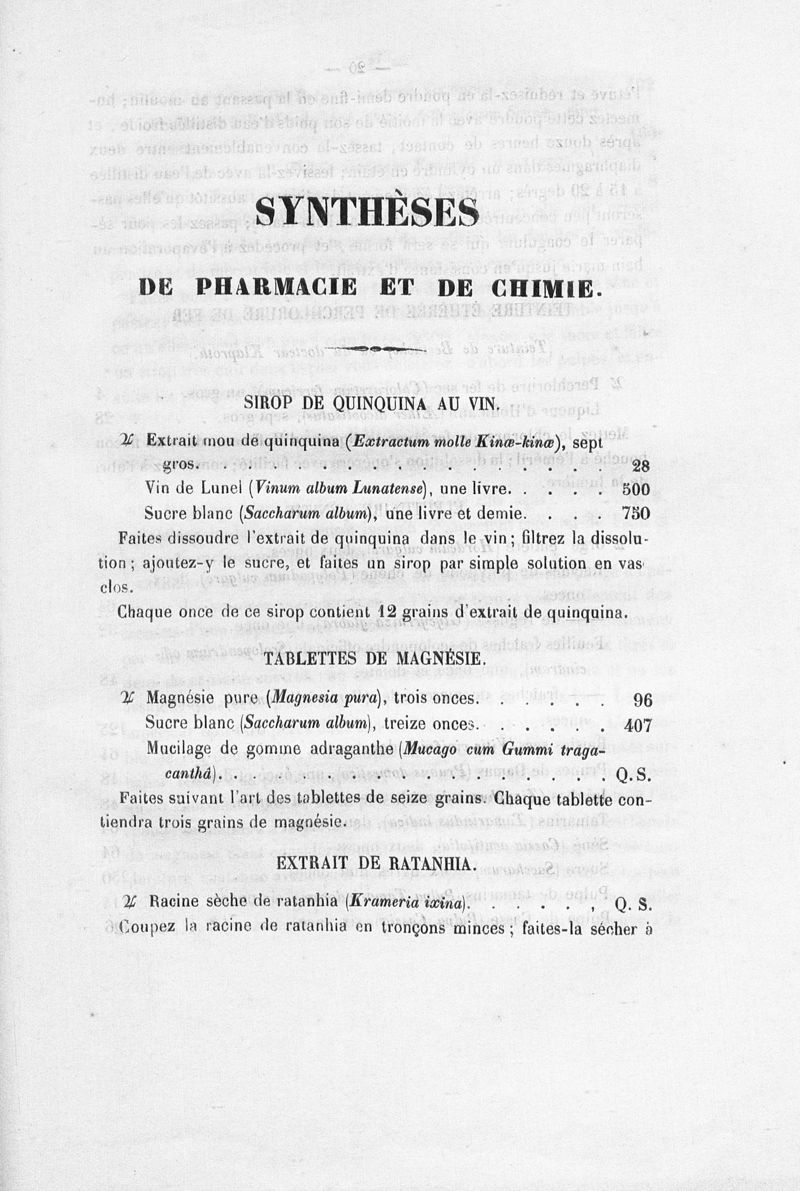 SYNTHÈSES
DE PHARMACIE ET DE CHIMIE.
SIROP DE QUINQUINA AU VIN.
♃ Extrait mou de quinquina (Extractum molle Kinæ-kinæ), sept
gros. . . . . . . . . . . . . . . . . . 28
Vin de Lunel (Vinum album Lunatense), une livre. . . . . 500
Sucre blanc (Saccharum album), une livre et demie. . . . 750
Faites dissoudre l'extrait de quinquina dans le vin; filtrez la dissolu-
tion; ajoutez-y le sucre, et faites un sirop par simple solution en vas
clos.
Chaque once de ce sirop contient 12 grains d'extrait de quinquina.
TABLETTES DE MAGNÉSIE.
♃ Magnésie pure (Magnesia pura), trois onces. . . . . . 96
Sucre blanc (Saccharum album), treize onces. . . . . . 407
Mucilage de gomme adraganthe (Mucago cum Gummi traga-
canthâ). . . . . . . . . . . . . . . . Q. S.
Faites suivant l'art des tablettes de seize grains. Chaque tablette con-
tiendra trois grains de magnésie.
EXTRAIT DE RATANHIA.
♃ Racine sèche de ratanhia (Krameria ixina). . . . . . Q. S.
Coupez la racine de ratanhia en tronçons minces; faites-la sécher à